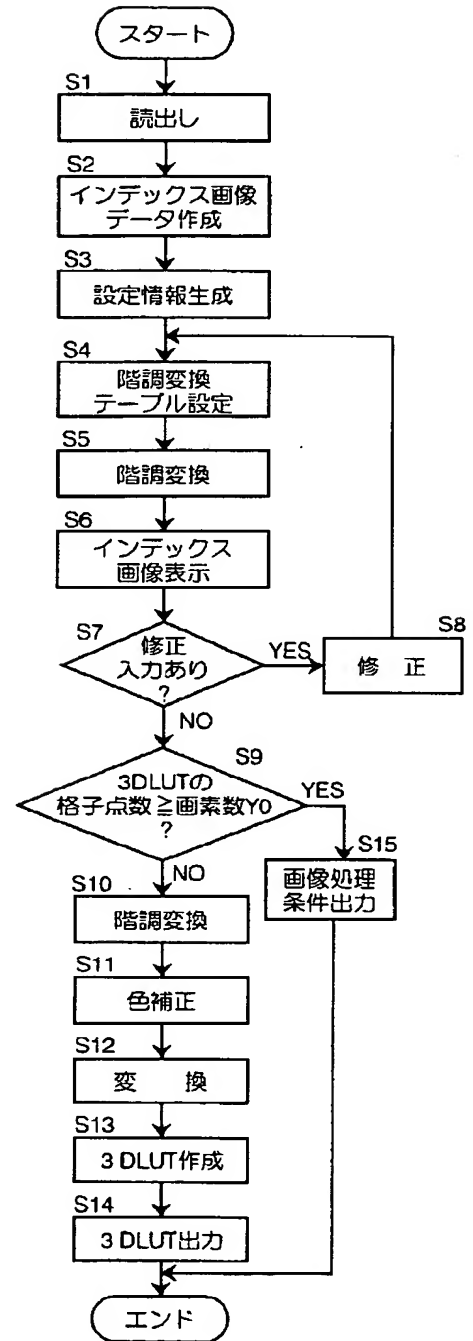 スタート
S1
読出し
S2
インデックス画像
データ作成
S3
設定情報生成
S4
階調変換
テーブル設定
S5
階調変換
S6
インデックス
画像表示
S7
修正
入力あり
?
YES
S8
修 正
NO
S9
3DLUTの
格子点数≧画素数Y0
?
YES
S15
画像処理
条件出力
NO
S10
階調変換
S11
色補正
S12
変 換
S13
3DLUT作成
S14
3DLUT出力
エンド